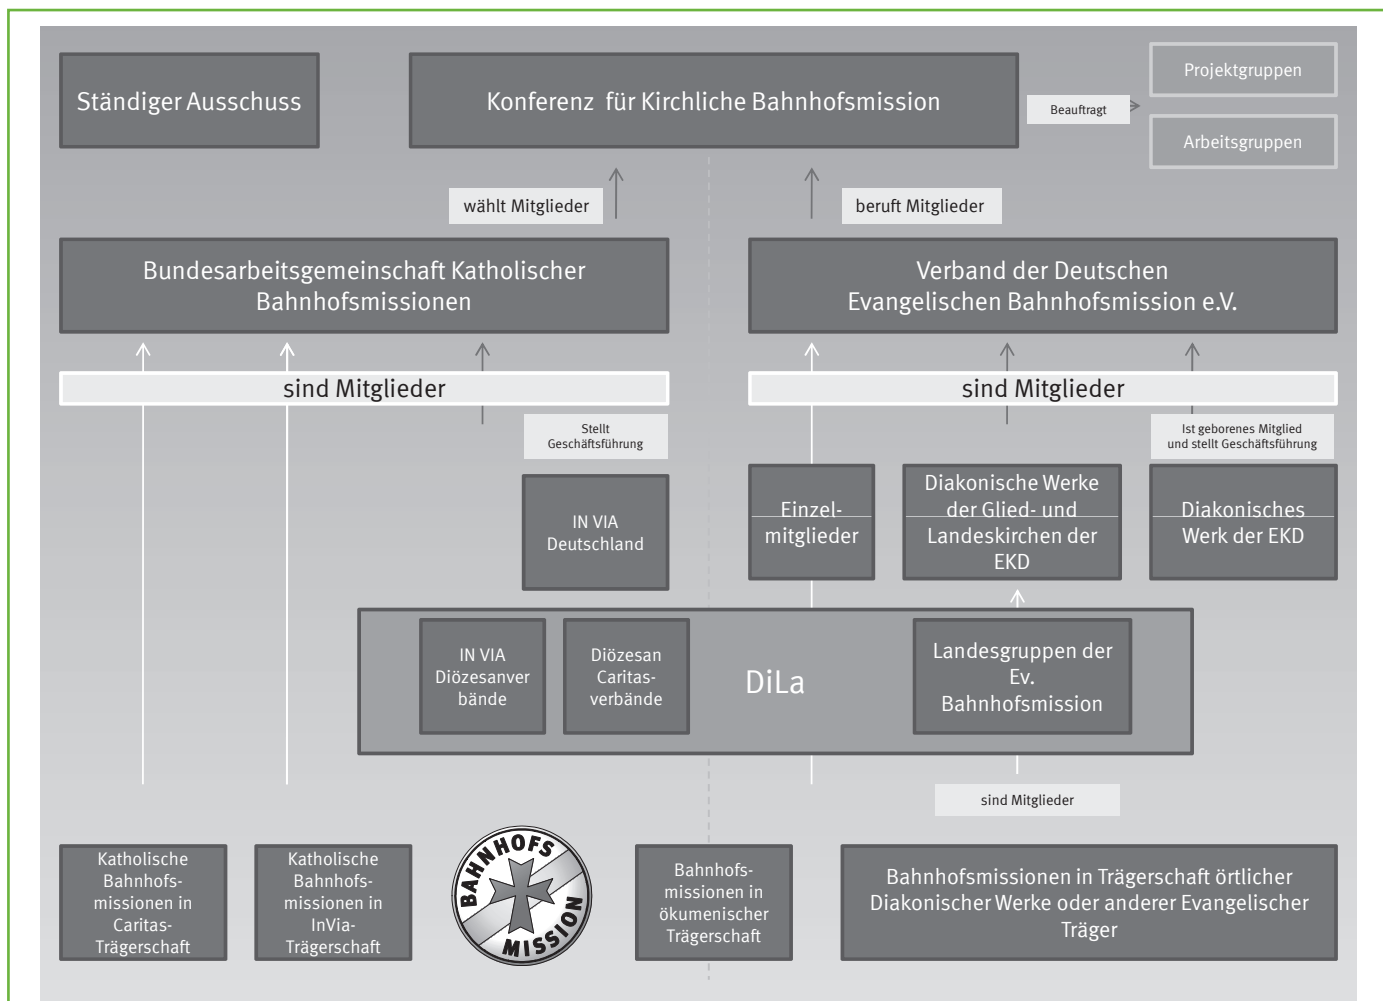 Ständiger Ausschuss
Konferenz für Kirchliche Bahnhofsmission
Beauftragt
Projektgruppen
Arbeitsgruppen
wählt Mitglieder
beruft Mitglieder
Bundesarbeitsgemeinschaft Katholischer
Bahnhofsmissionen
Verband der Deutschen
Evangelischen Bahnhofsmission e.V.
sind Mitglieder
sind Mitglieder
Stellt
Geschäftsführung
Ist geborenes Mitglied
und stellt Geschäftsführung
IN VIA
Deutschland
Einzel-
mitglieder
Diakonische Werke
der Glied- und
Landeskirchen der
EKD
Diakonisches
Werk der EKD
IN VIA
Diözesanver
bände
Diözesan
Caritas-
verbände
DiLa
Landesgruppen der
Ev.
Bahnhofsmission
sind Mitglieder
Katholische
Bahnhofs-
missionen in
Caritas-
Trägerschaft
Katholische
Bahnhofs-
missionen in
InVia-
Trägerschaft
BAHNHOFS
MISSION
Bahnhofs-
missionen in
ökumenischer
Trägerschaft
Bahnhofsmissionen in Trägerschaft örtlicher
Diakonischer Werke oder anderer Evangelischer
Träger